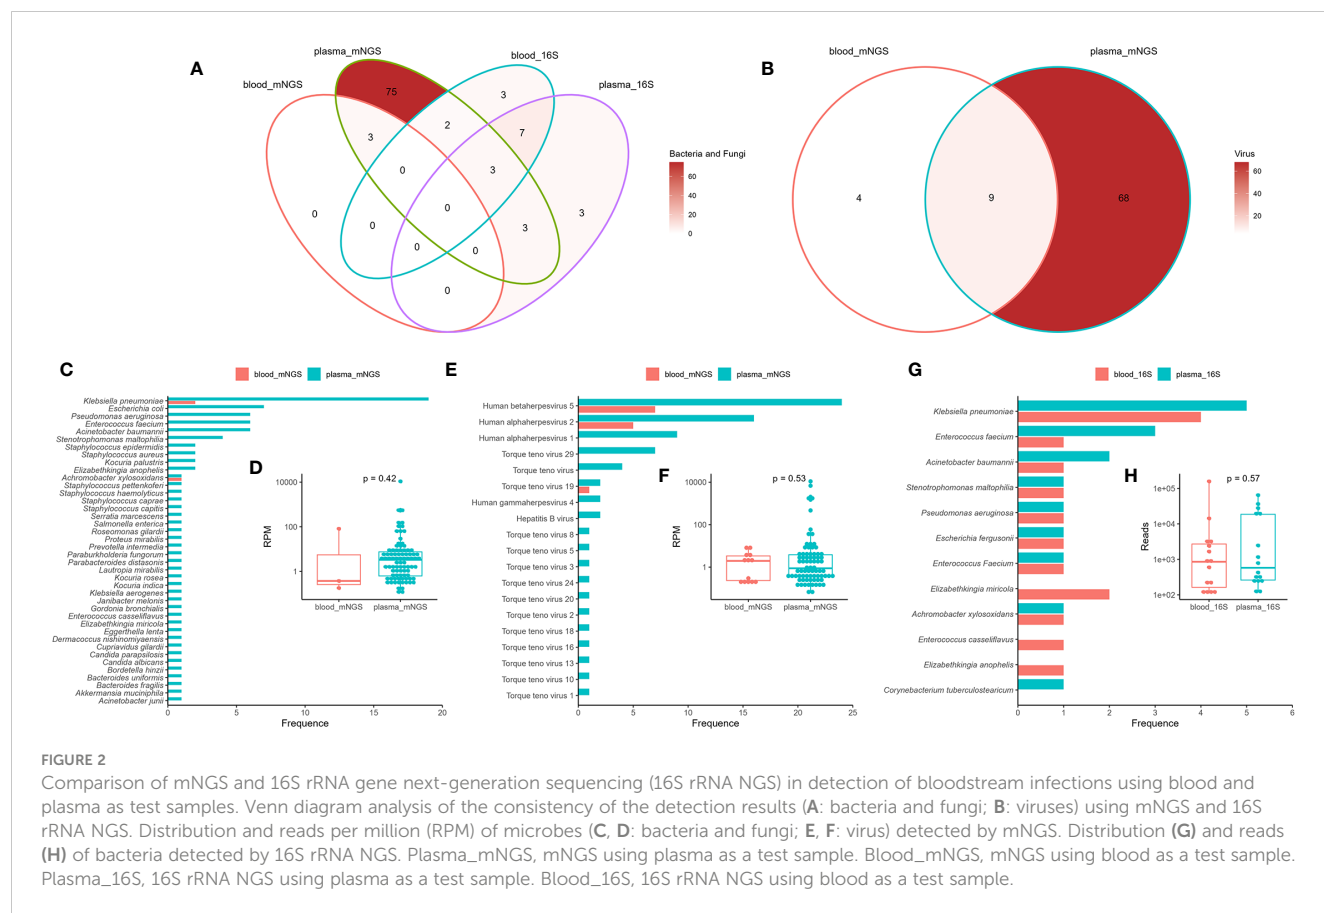 A
blood_mNGS
plasma_mNGS
blood_16S
plasma_16S
75
3
3
2
7
0
3
0
0
3
3
0
0
0
0
Bacteria and Fungi
60
40
20
0
B
blood_mNGS
plasma_mNGS
4
9
68
Virus
60
40
20
C
blood_mNGS plasma_mNGS
Klebsiella pneumoniae
Escherichia coli
Pseudomonas aeruginosa
Enterococcus faecium
Acinetobacter baumannii
Stenotrophomonas maltophilia
Staphylococcus epidermidis
Staphylococcus aureus
Kocuria palustris
Elizabethkingia anophelis
Achromobacter xylosoxidans
Staphylococcus pettenkoferi
Staphylococcus haemolyticus
Staphylococcus caprae
Staphylococcus capitis
Serratia marcescens
Salmonella enterica
Roseomonas gilardii
Proteus mirabilis
Prevotella intermedia
Paraburkholderia fungorum
Parabacteroides distasonis
Lautropia mirabilis
Kocuria rosea
Kocuria indica
Klebsiella aerogenes
Janibacter melonis
Gordonia bronchialis
Enterococcus casseliflavus
Elizabethkingia miricola
Eggerthella lenta
Dermacoccus nishinomiyaensis
Cupriavidus gilardii
Candida parapsilosis
Candida albicans
Bordetella hinzii
Bacteroides uniformis
Bacteroides fragilis
Akkermansia muciniphila
Acinetobacter junii
0 5 10 15 20
Frequence
D
p = 0.42
10000
100
1
RPM
blood_mNGS plasma_mNGS
E
blood_mNGS plasma_mNGS
Human betaherpesvirus 5
Human alphaherpesvirus 2
Human alphaherpesvirus 1
Torque teno virus 29
Torque teno virus
Torque teno virus 19
Human gammaherpesvirus 4
Hepatitis B virus
Torque teno virus 8
Torque teno virus 5
Torque teno virus 3
Torque teno virus 24
Torque teno virus 20
Torque teno virus 2
Torque teno virus 18
Torque teno virus 16
Torque teno virus 13
Torque teno virus 10
Torque teno virus 1
0 5 10 15 20 25
Frequence
F
p = 0.53
10000
100
1
RPM
blood_mNGS plasma_mNGS
G
blood_16S plasma_16S
Klebsiella pneumoniae
Enterococcus faecium
Acinetobacter baumannii
Stenotrophomonas maltophilia
Pseudomonas aeruginosa
Escherichia fergusonii
Enterococcus Faecium
Elizabethkingia miricola
Achromobacter xylosoxidans
Enterococcus casseliflavus
Elizabethkingia anophelis
Corynebacterium tuberculostearicum
0 1 2 3 4 5 6
Frequence
H
p = 0.57
1e+05
1e+04
1e+03
1e+02
Reads
blood_16S plasma_16S
FIGURE 2
Comparison of mNGS and 16S rRNA gene next-generation sequencing (16S rRNA NGS) in detection of bloodstream infections using blood and
plasma as test samples. Venn diagram analysis of the consistency of the detection results (A: bacteria and fungi; B: viruses) using mNGS and 16S
rRNA NGS. Distribution and reads per million (RPM) of microbes (C, D: bacteria and fungi; E, F: virus) detected by mNGS. Distribution (G) and reads
(H) of bacteria detected by 16S rRNA NGS. Plasma_mNGS, mNGS using plasma as a test sample. Blood_mNGS, mNGS using blood as a test sample.
Plasma_16S, 16S rRNA NGS using plasma as a test sample. Blood_16S, 16S rRNA NGS using blood as a test sample.